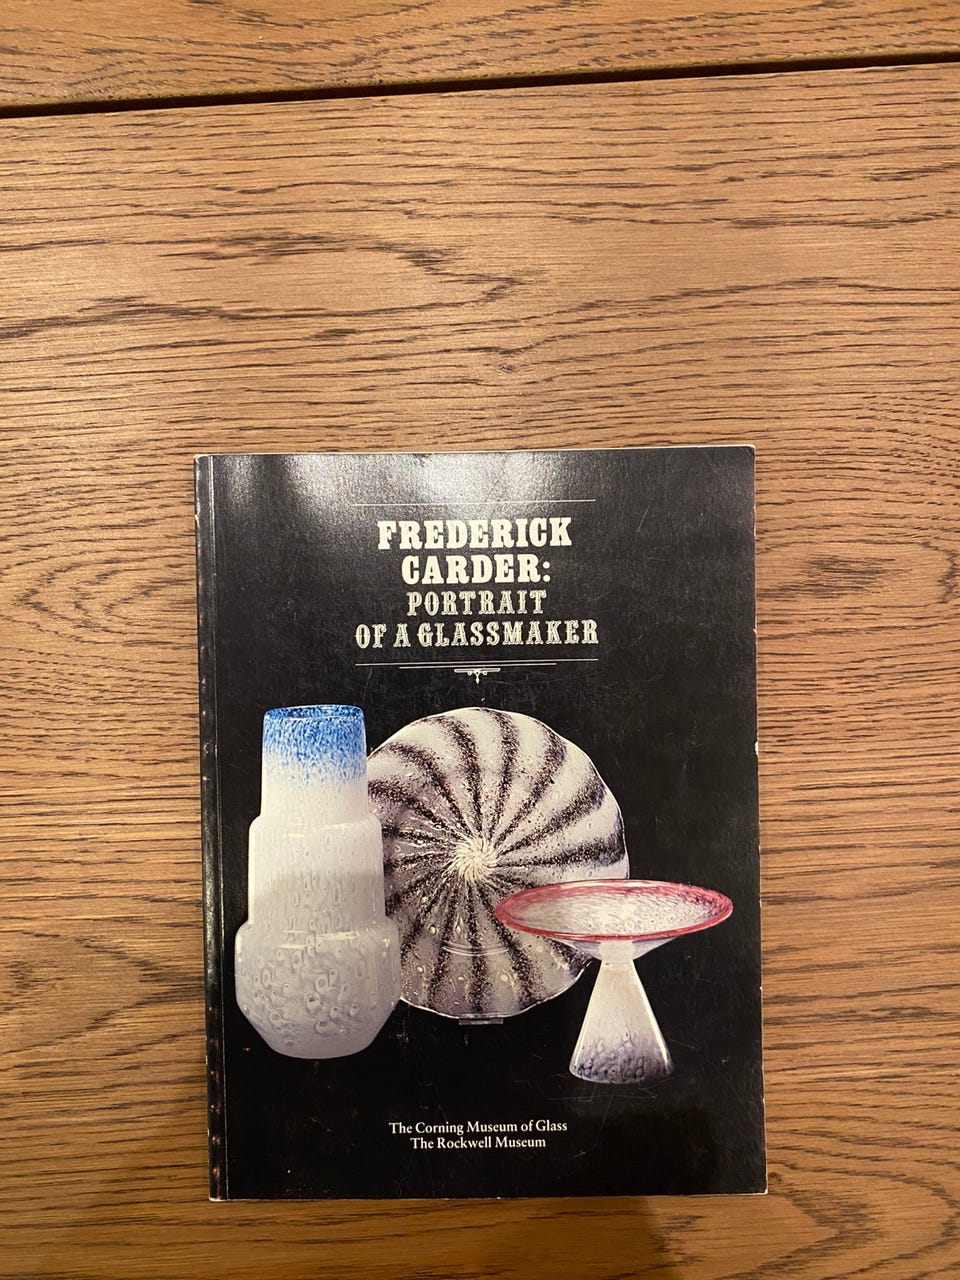 FREDERICK
CARDER:
PORTRAIT
OF A GLASSMAKER
The Corning Museum of Glass
The Rockwell Museum